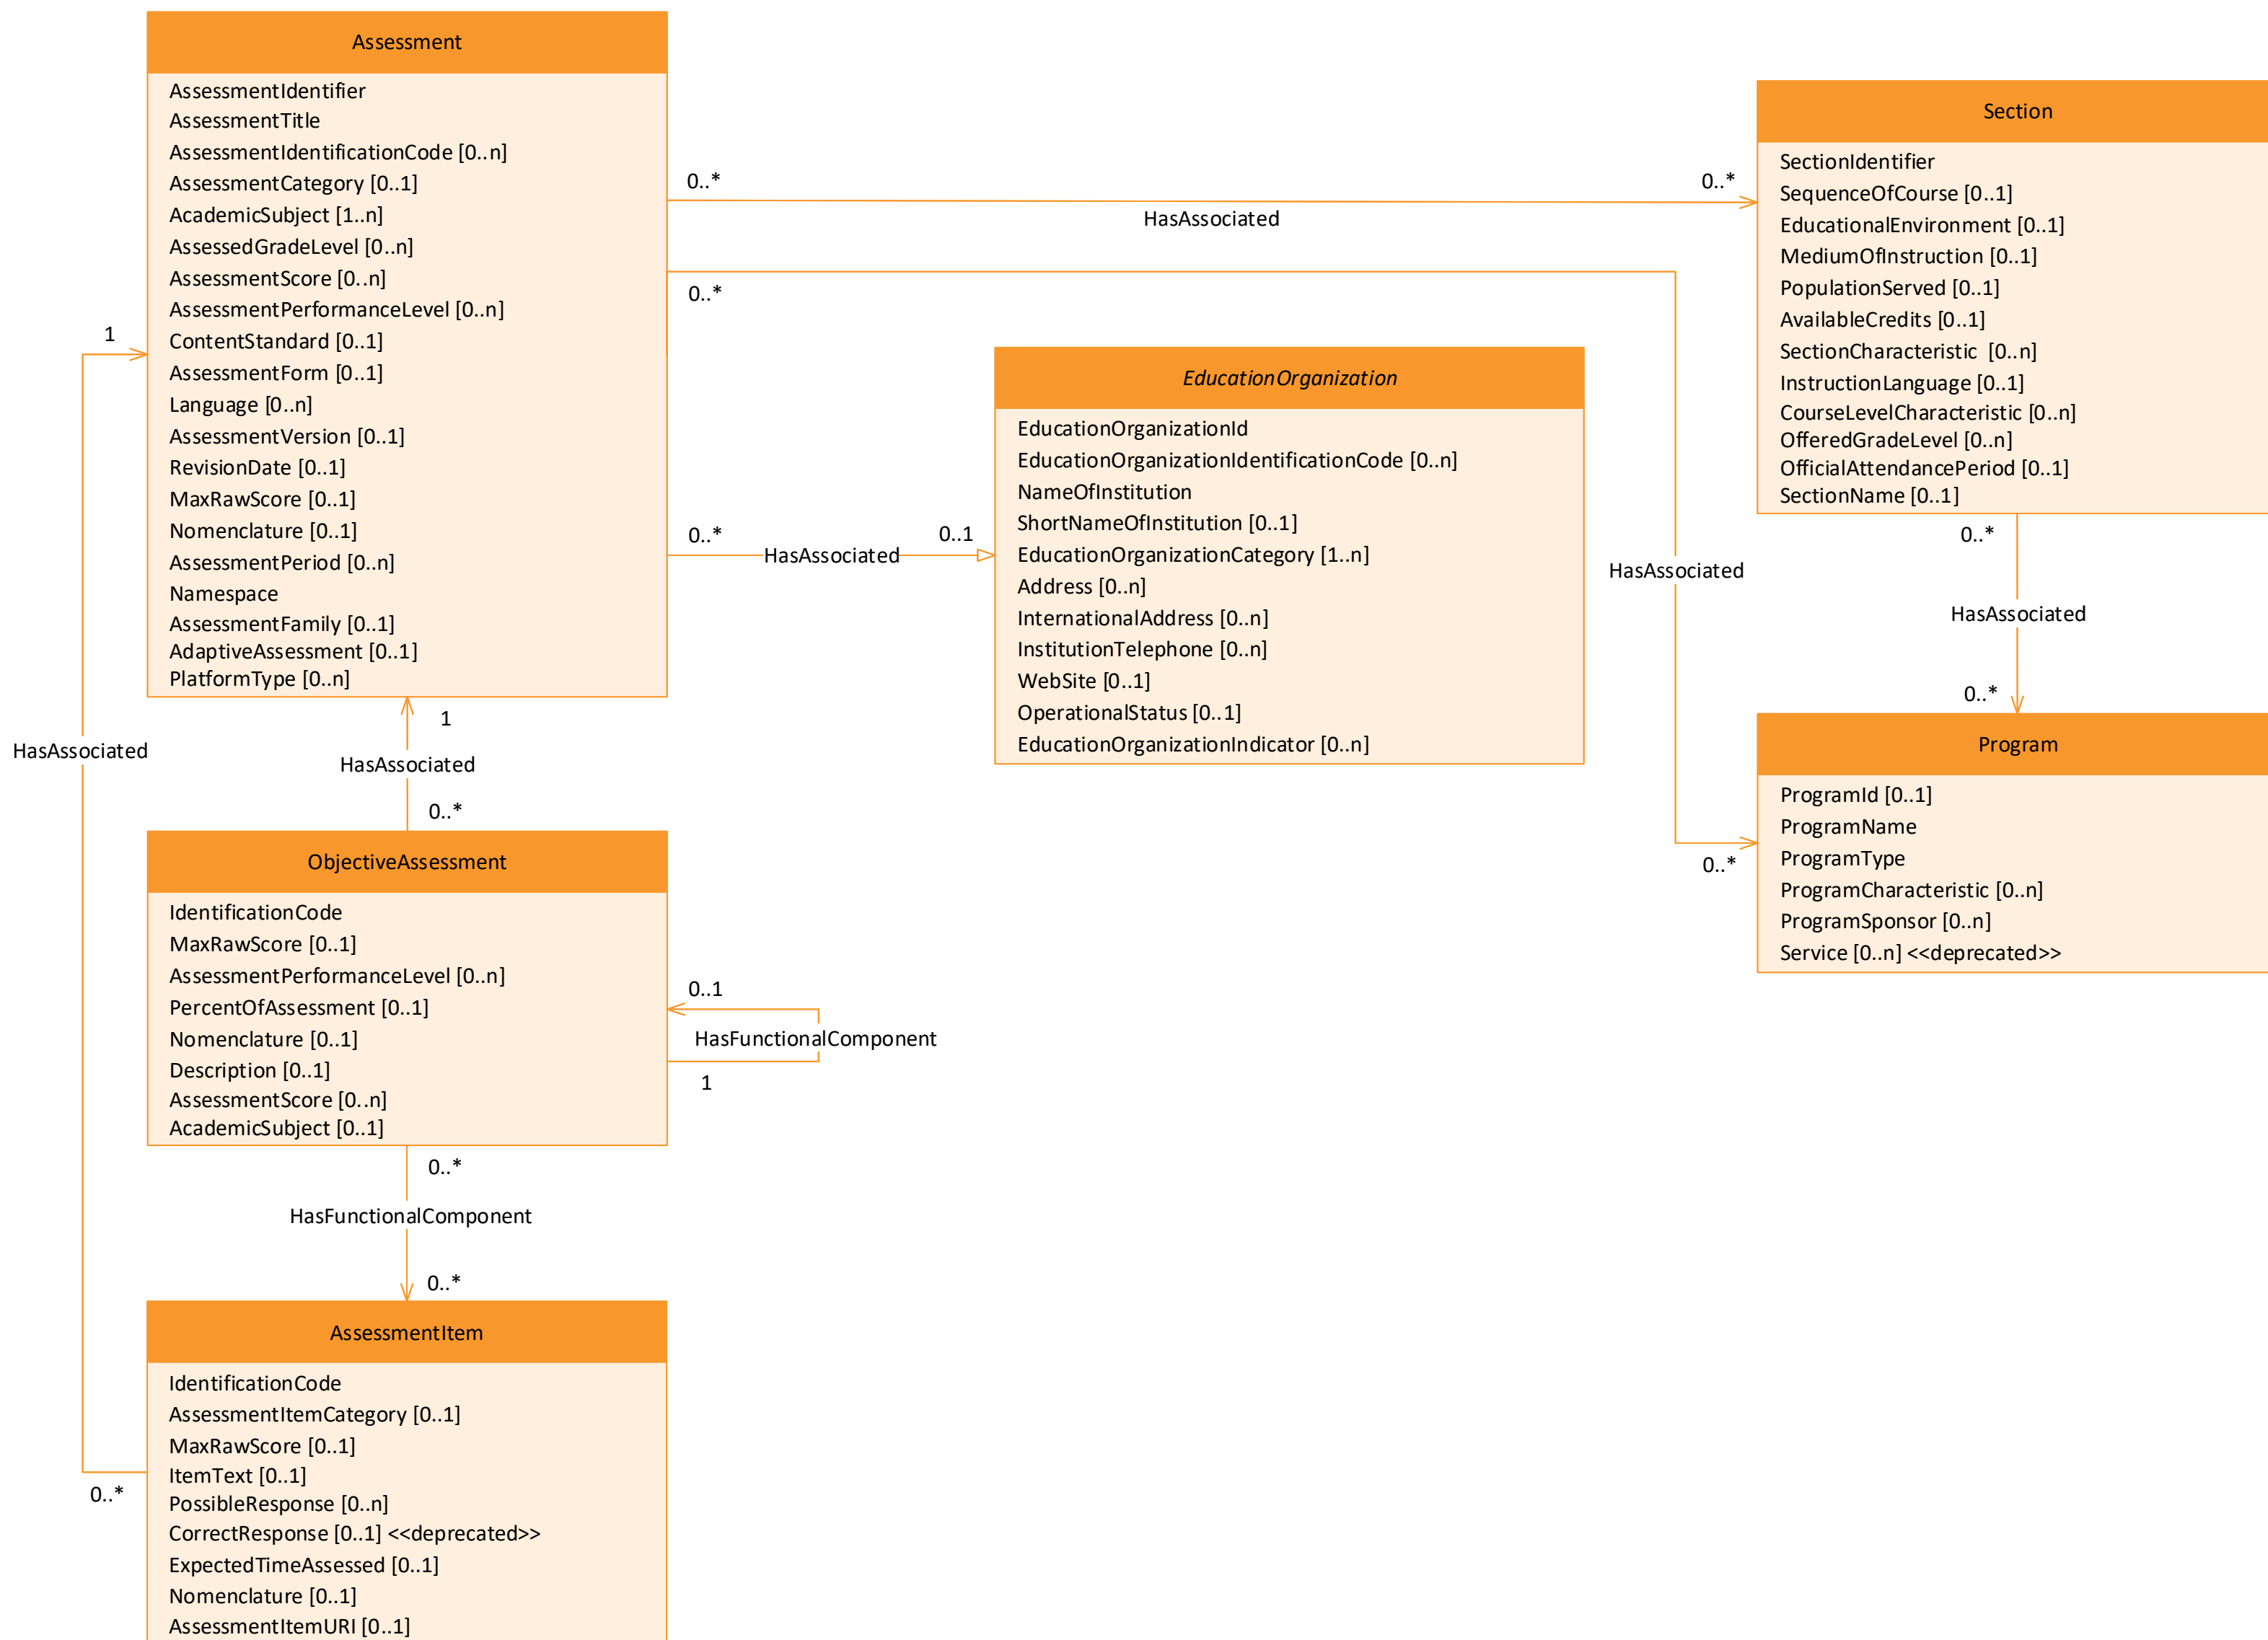 Assessment
AssessmentIdentifier
AssessmentTitle
AssessmentIdentificationCode [0..n]
AssessmentCategory [0..1]
AcademicSubject [1..n]
AssessedGradeLevel [0..n]
AssessmentScore [0..n]
AssessmentPerformanceLevel [0..n]
ContentStandard [0..1]
AssessmentForm [0..1]
Language [0..n]
AssessmentVersion [0..1]
RevisionDate [0..1]
MaxRawScore [0..1]
Nomenclature [0..1]
AssessmentPeriod [0..n]
Namespace
AssessmentFamily [0..1]
AdaptiveAssessment [0..1]
PlatformType [0..n]
0..*
0..*
HasAssociated
0..*
HasAssociated
0..*
0..*
HasAssociated
0..1
Section
SectionIdentifier
SequenceOfCourse [0..1]
EducationalEnvironment [0..1]
MediumOfInstruction [0..1]
PopulationServed [0..1]
AvailableCredits [0..1]
SectionCharacteristic  [0..n]
InstructionLanguage [0..1]
CourseLevelCharacteristic [0..n]
OfferedGradeLevel [0..n]
OfficialAttendancePeriod [0..1]
SectionName [0..1]
0..*
HasAssociated
0..*
EducationOrganization
EducationOrganizationId
EducationOrganizationIdentificationCode [0..n]
NameOfInstitution
ShortNameOfInstitution [0..1]
EducationOrganizationCategory [1..n]
Address [0..n]
InternationalAddress [0..n]
InstitutionTelephone [0..n]
WebSite [0..1]
OperationalStatus [0..1]
EducationOrganizationIndicator [0..n]
Program
ProgramId [0..1]
ProgramName
ProgramType
ProgramCharacteristic [0..n]
ProgramSponsor [0..n]
Service [0..n] <<deprecated>>
1
HasAssociated
0..*
1
HasAssociated
0..*
ObjectiveAssessment
IdentificationCode
MaxRawScore [0..1]
AssessmentPerformanceLevel [0..n]
PercentOfAssessment [0..1]
Nomenclature [0..1]
Description [0..1]
AssessmentScore [0..n]
AcademicSubject [0..1]
0..1
HasFunctionalComponent
1
0..*
HasFunctionalComponent
0..*
AssessmentItem
IdentificationCode
AssessmentItemCategory [0..1]
MaxRawScore [0..1]
ItemText [0..1]
PossibleResponse [0..n]
CorrectResponse [0..1] <<deprecated>>
ExpectedTimeAssessed [0..1]
Nomenclature [0..1]
AssessmentItemURI [0..1]